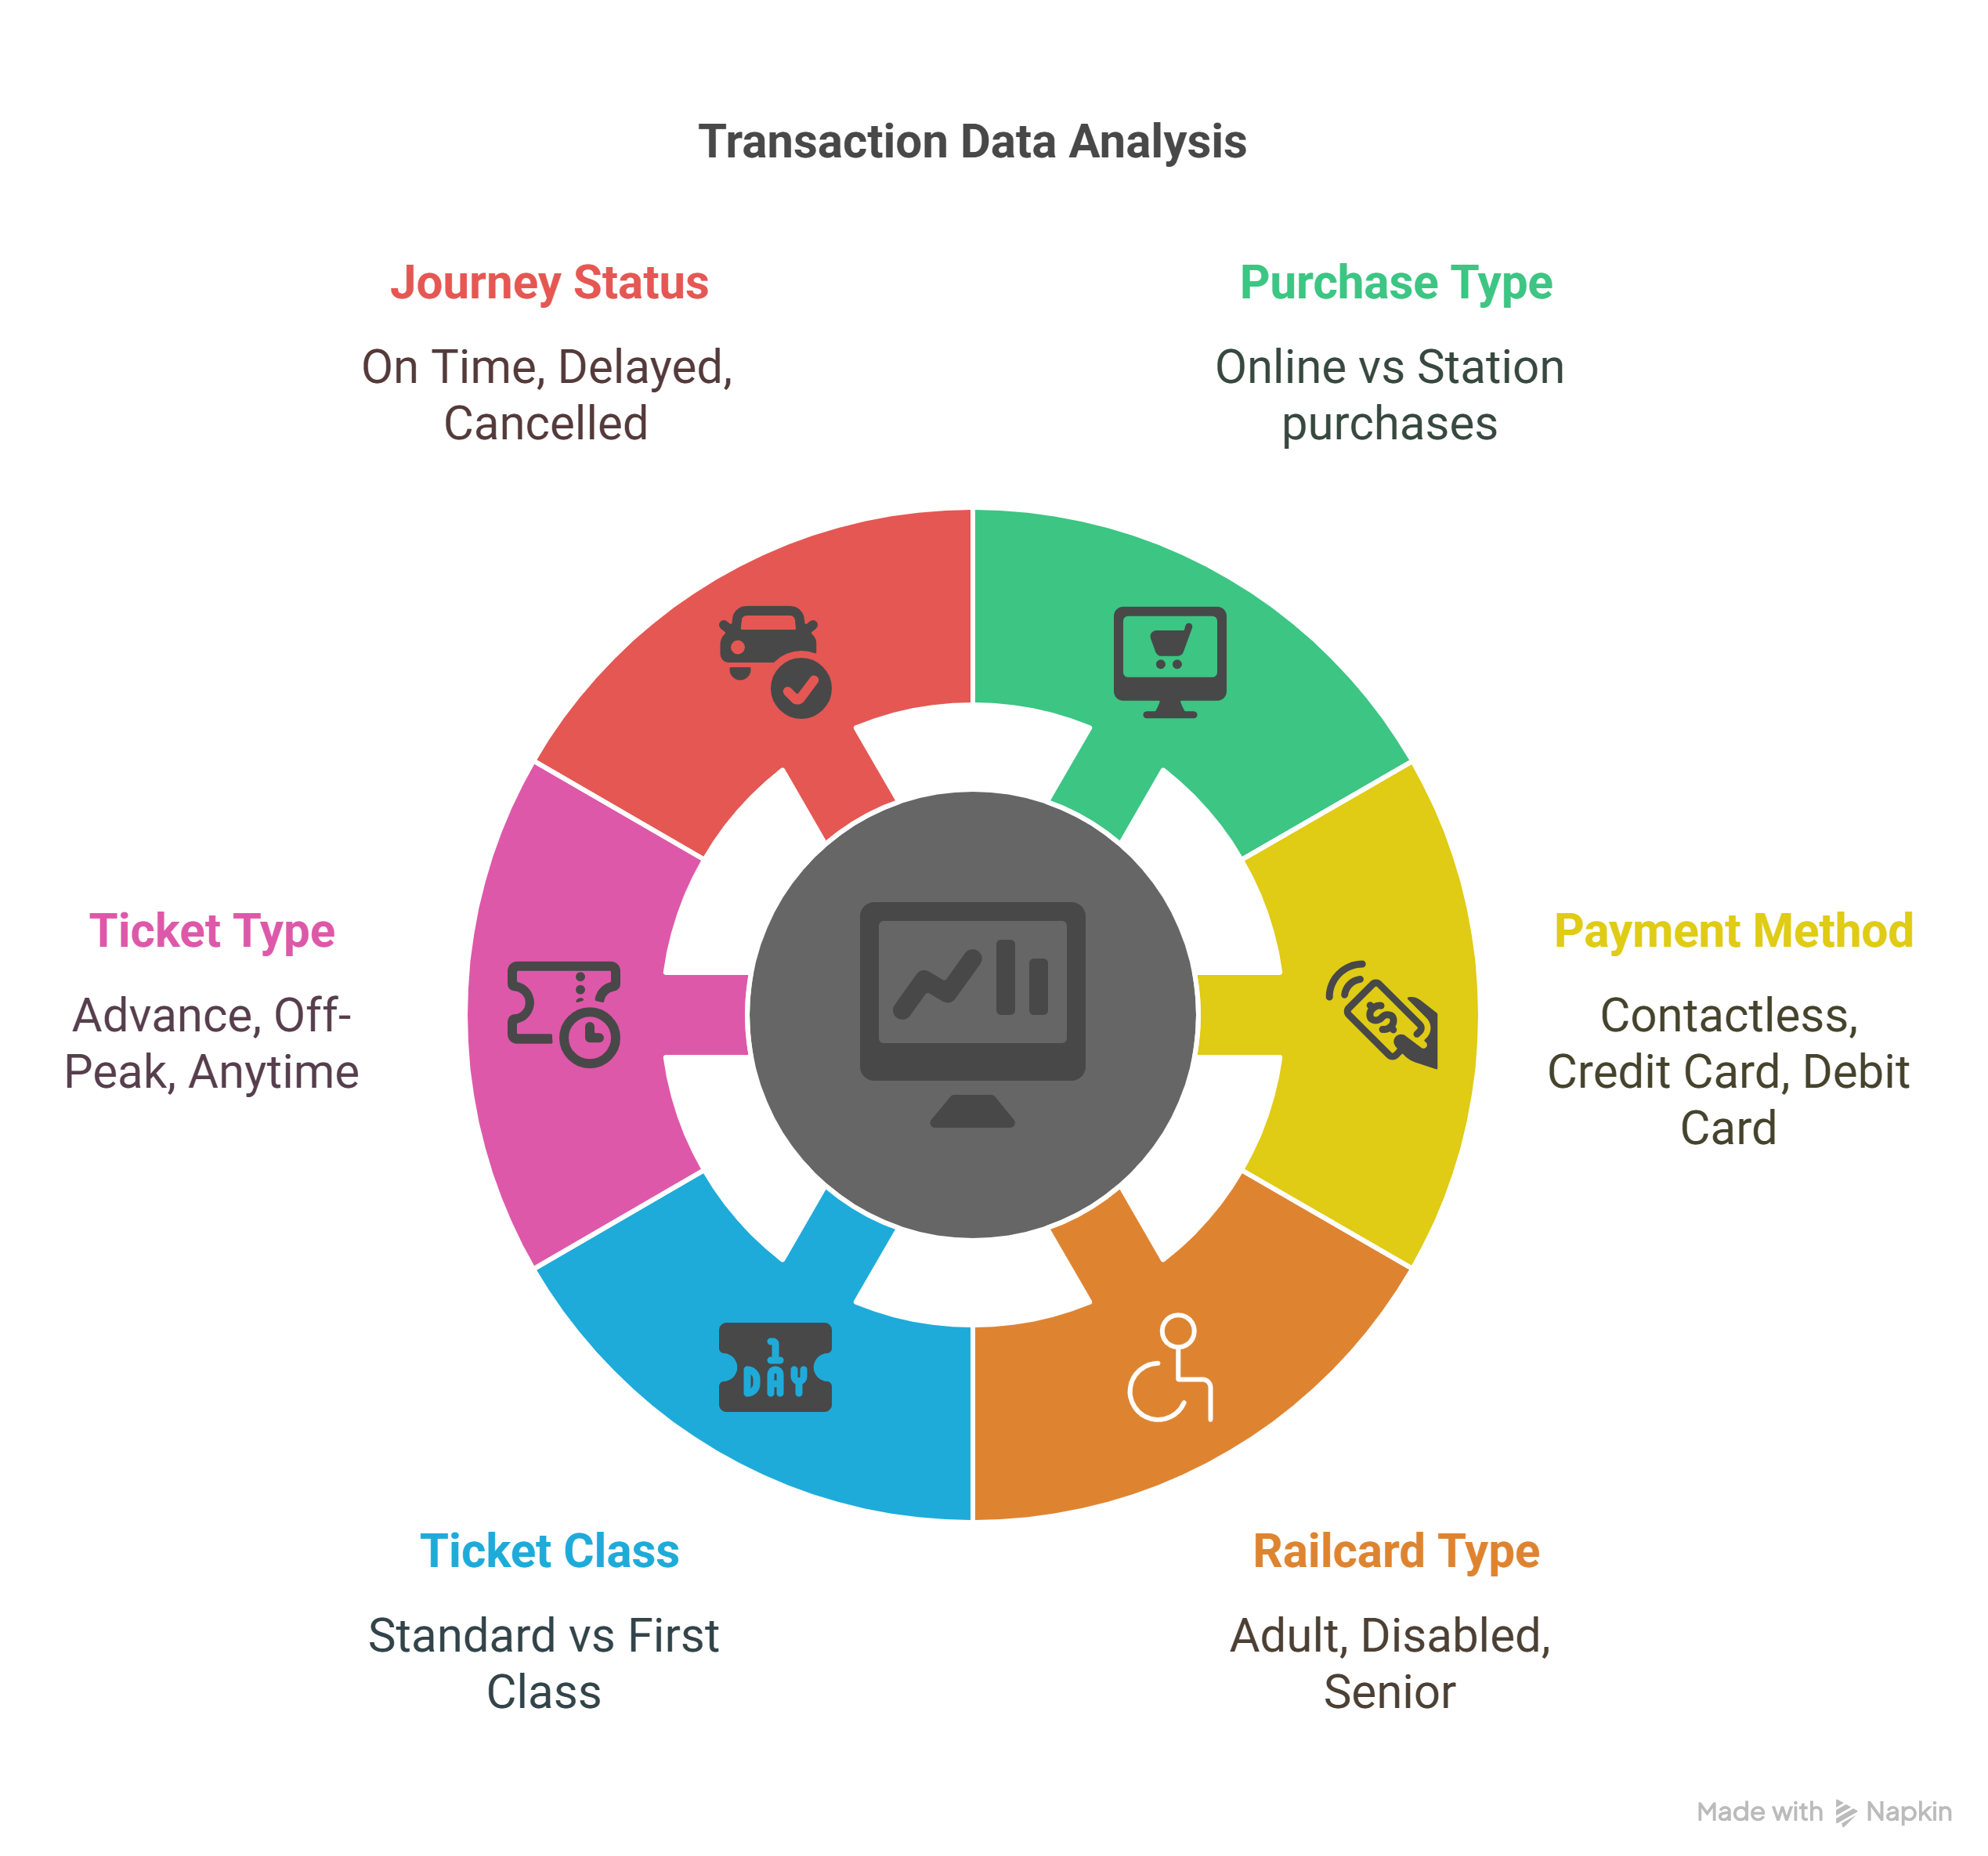 Transaction Data Analysis
Journey Status
On Time, Delayed,
Cancelled
Purchase Type
Online vs Station
purchases
Ticket Type
Advance, Off-
Peak, Anytime
Payment Method
Contactless,
Credit Card, Debit
Card
$
1
DAY
Ticket Class
Standard vs First
Class
Railcard Type
Adult, Disabled,
Senior
Made with Napkin